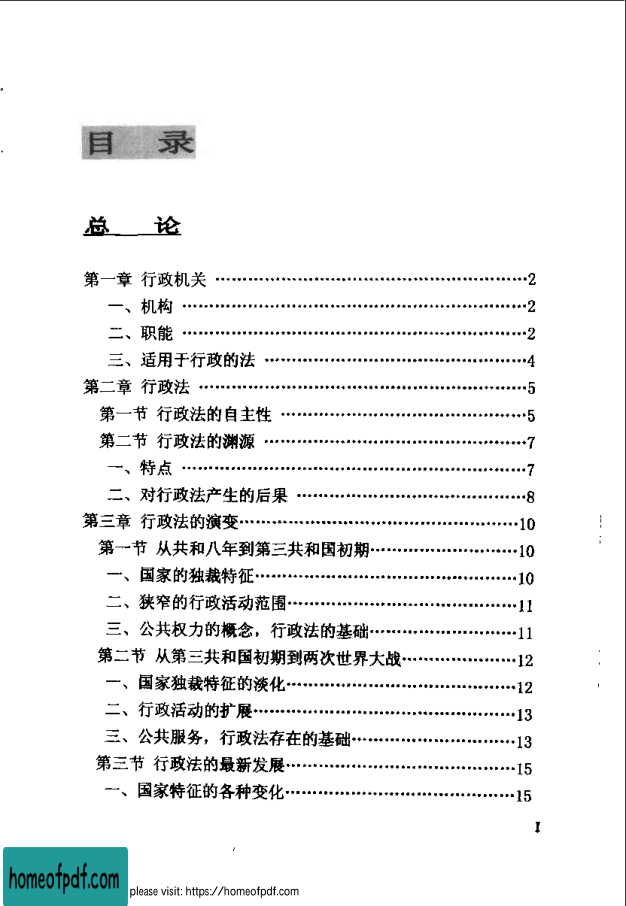 目 录
总 论
第一章 行政机关 ……2
一、机构 ……2
二、职能 ……2
三、适用于行政的法 ……4
第二章 行政法 ……5
第一节 行政法的自主性 ……5
第二节 行政法的渊源 ……7
一、特点 ……7
二、对行政法产生的后果 ……8
第三章 行政法的演变……10
第一节 从共和八年到第三共和国初期……10
一、国家的独裁特征……10
二、狭窄的行政活动范围……11
三、公共权力的概念，行政法的基础……11
第二节 从第三共和国初期到两次世界大战……12
一、国家独裁特征的淡化……12
二、行政活动的扩展……13
三、公共服务，行政法存在的基础……13
第三节 行政法的最新发展……15
一、国家特征的各种变化……15
I
homeofpdf.com
please visit: https://homeofpdf.com